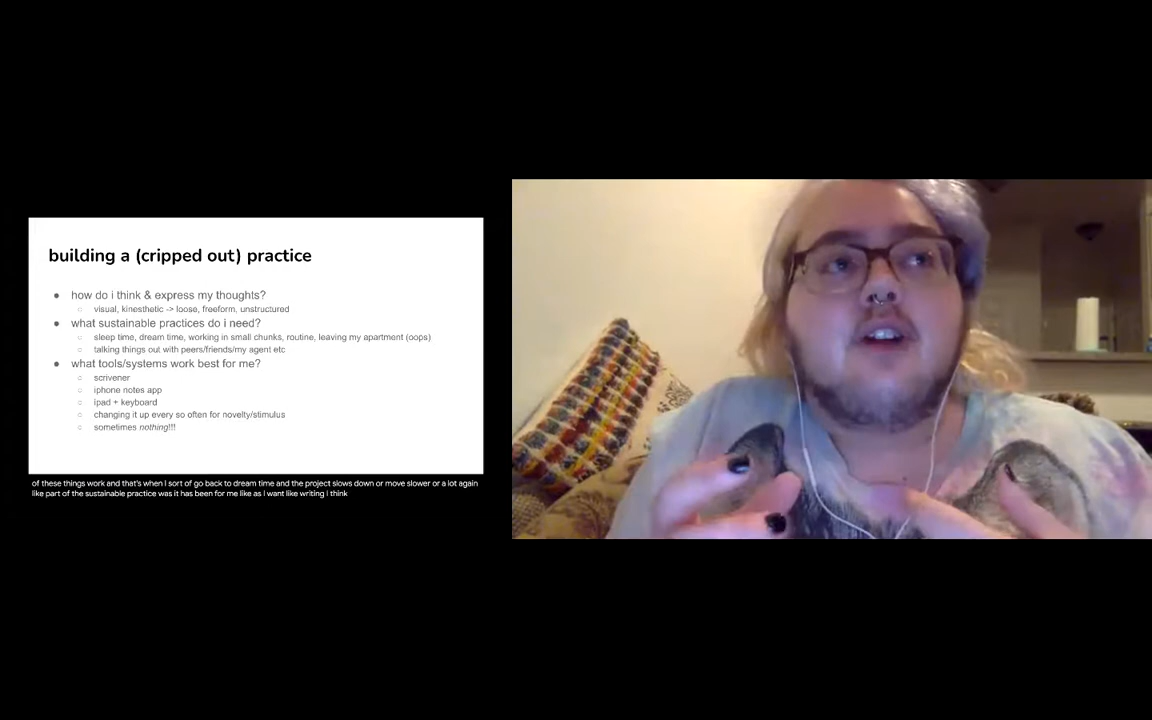 building a (cripped out) practice
● how do i think & express my thoughts?
○ visual, kinesthetic -> loose, freeform, unstructured
● what sustainable practices do i need?
○ sleep time, dream time, working in small chunks, routine, leaving my apartment (oops)
○ talking things out with peers/friends/my agent etc
● what tools/systems work best for me?
○ scrivener
○ iphone notes app
○ ipad + keyboard
○ changing it up every so often for novelty/stimulus
○ sometimes nothing!!!
of these things work and that's when I sort of go back to dream time and the project slows down or move slower or a lot again
like part of the sustainable practice was it has been for me like as I want like writing I think